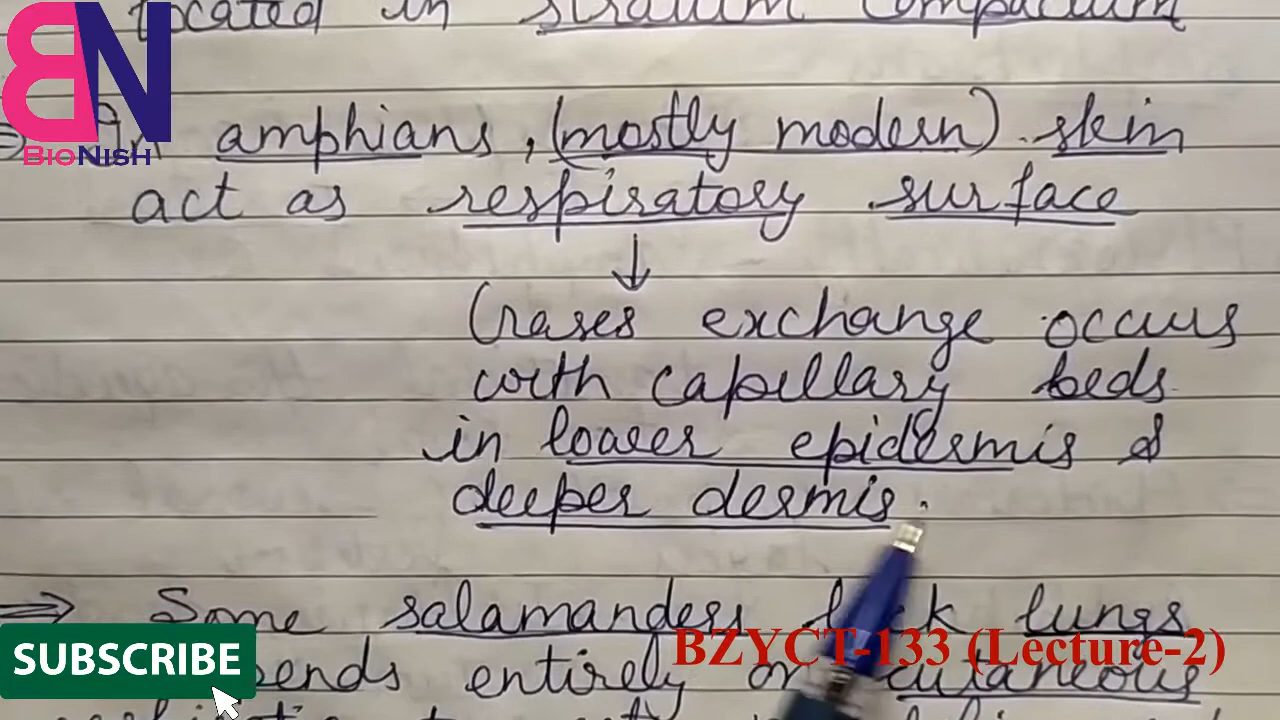 located in stratum compactum
BN
BIONISH
⇒ In amphians, (mostly modern) skin
act as respiratory surface
↓
Gases exchange occurs
with capillary beds
in lower epidermis &
deeper dermis.
⇒ Some salamanders lack lungs
SUBSCRIBE
BZYCT-133 (Lecture-2)
entirely on cutaneous